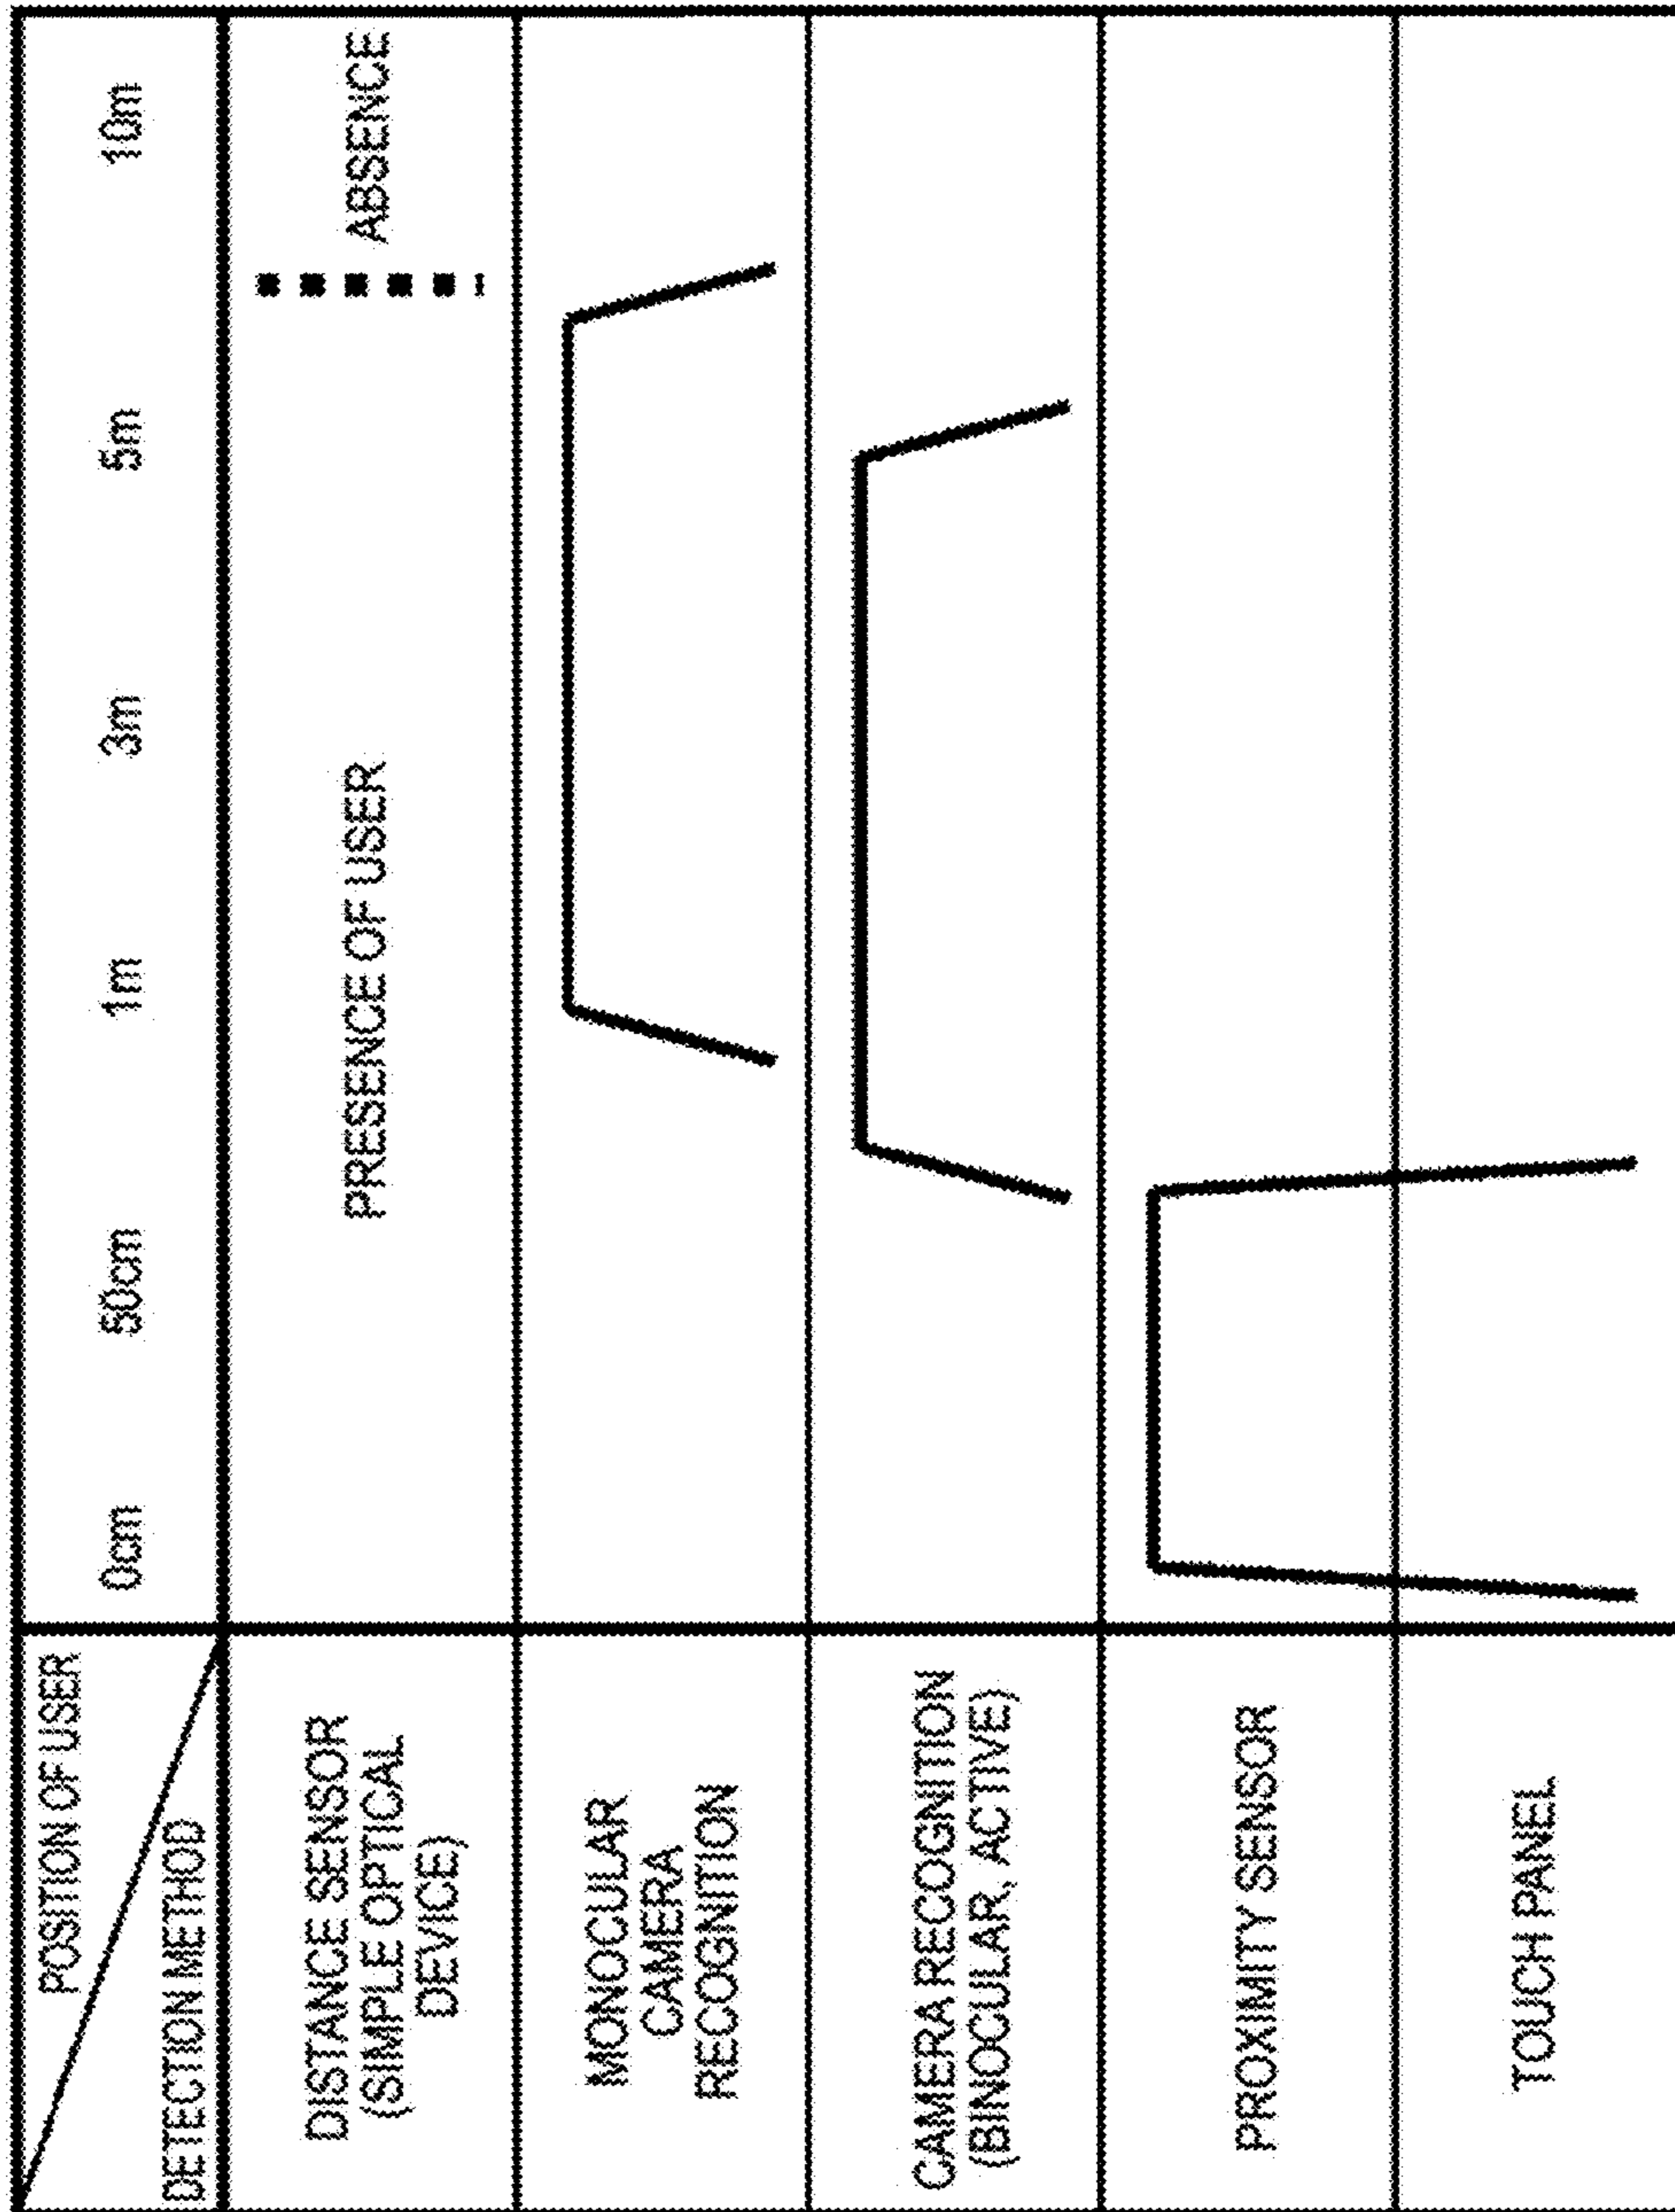 POSITION OF USER
DETECTION METHOD
0cm
50cm
1m
3m
5m
10m
DISTANCE SENSOR
(SIMPLE OPTICAL
DEVICE)
PRESENCE OF USER
ABSENCE
MONOCULAR
CAMERA
RECOGNITION
CAMERA RECOGNITION
(BINOCULAR, ACTIVE)
PROXIMITY SENSOR
TOUCH PANEL